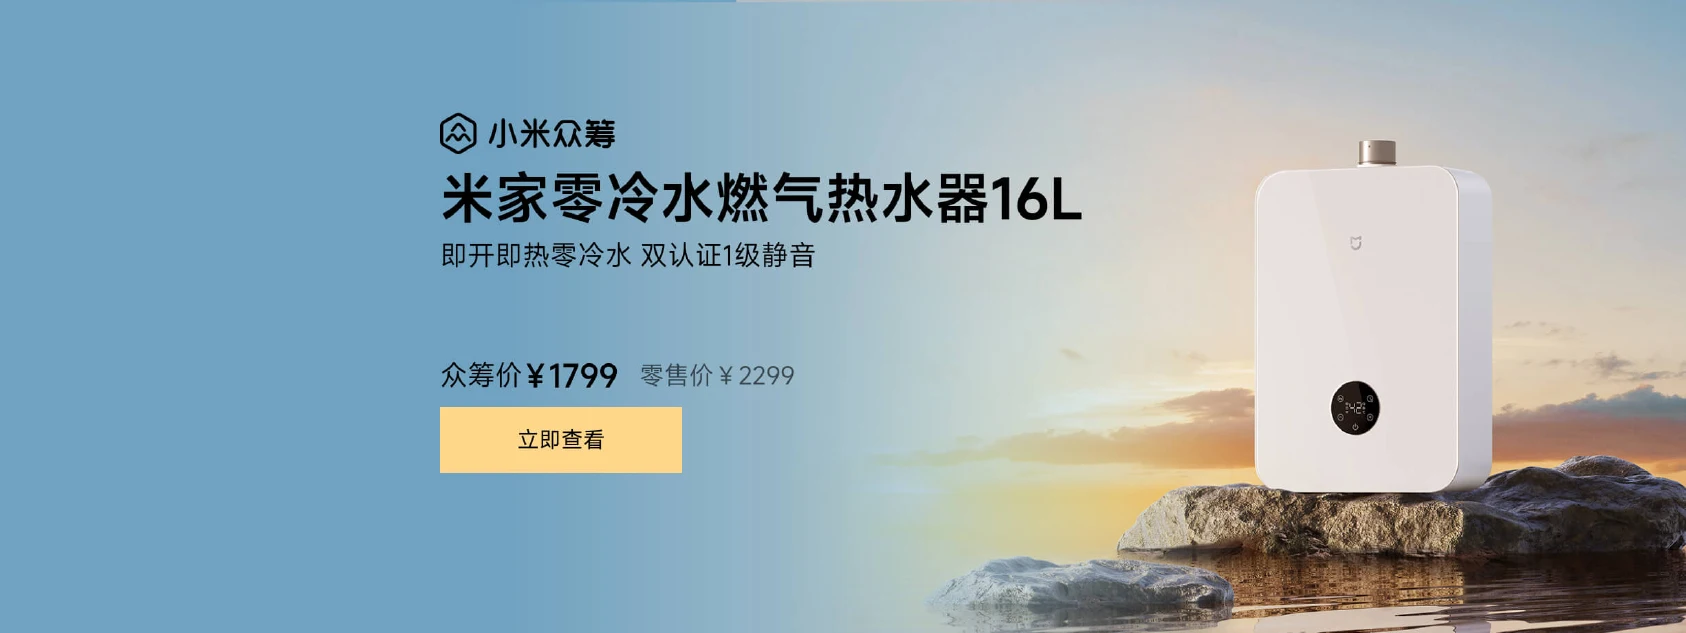 小米众筹
米家零冷水燃气热水器16L
即开即热零冷水 双认证1级静音
众筹价¥1799 零售价¥2299
立即查看
42